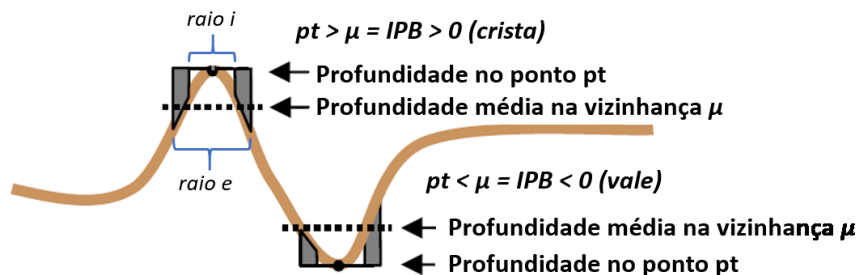 raio i
pt > μ = IPB > 0 (crista)
Profundidade no ponto pt
Profundidade média na vizinhança μ
raio e
pt < μ = IPB < 0 (vale)
Profundidade média na vizinhança μ
Profundidade no ponto pt